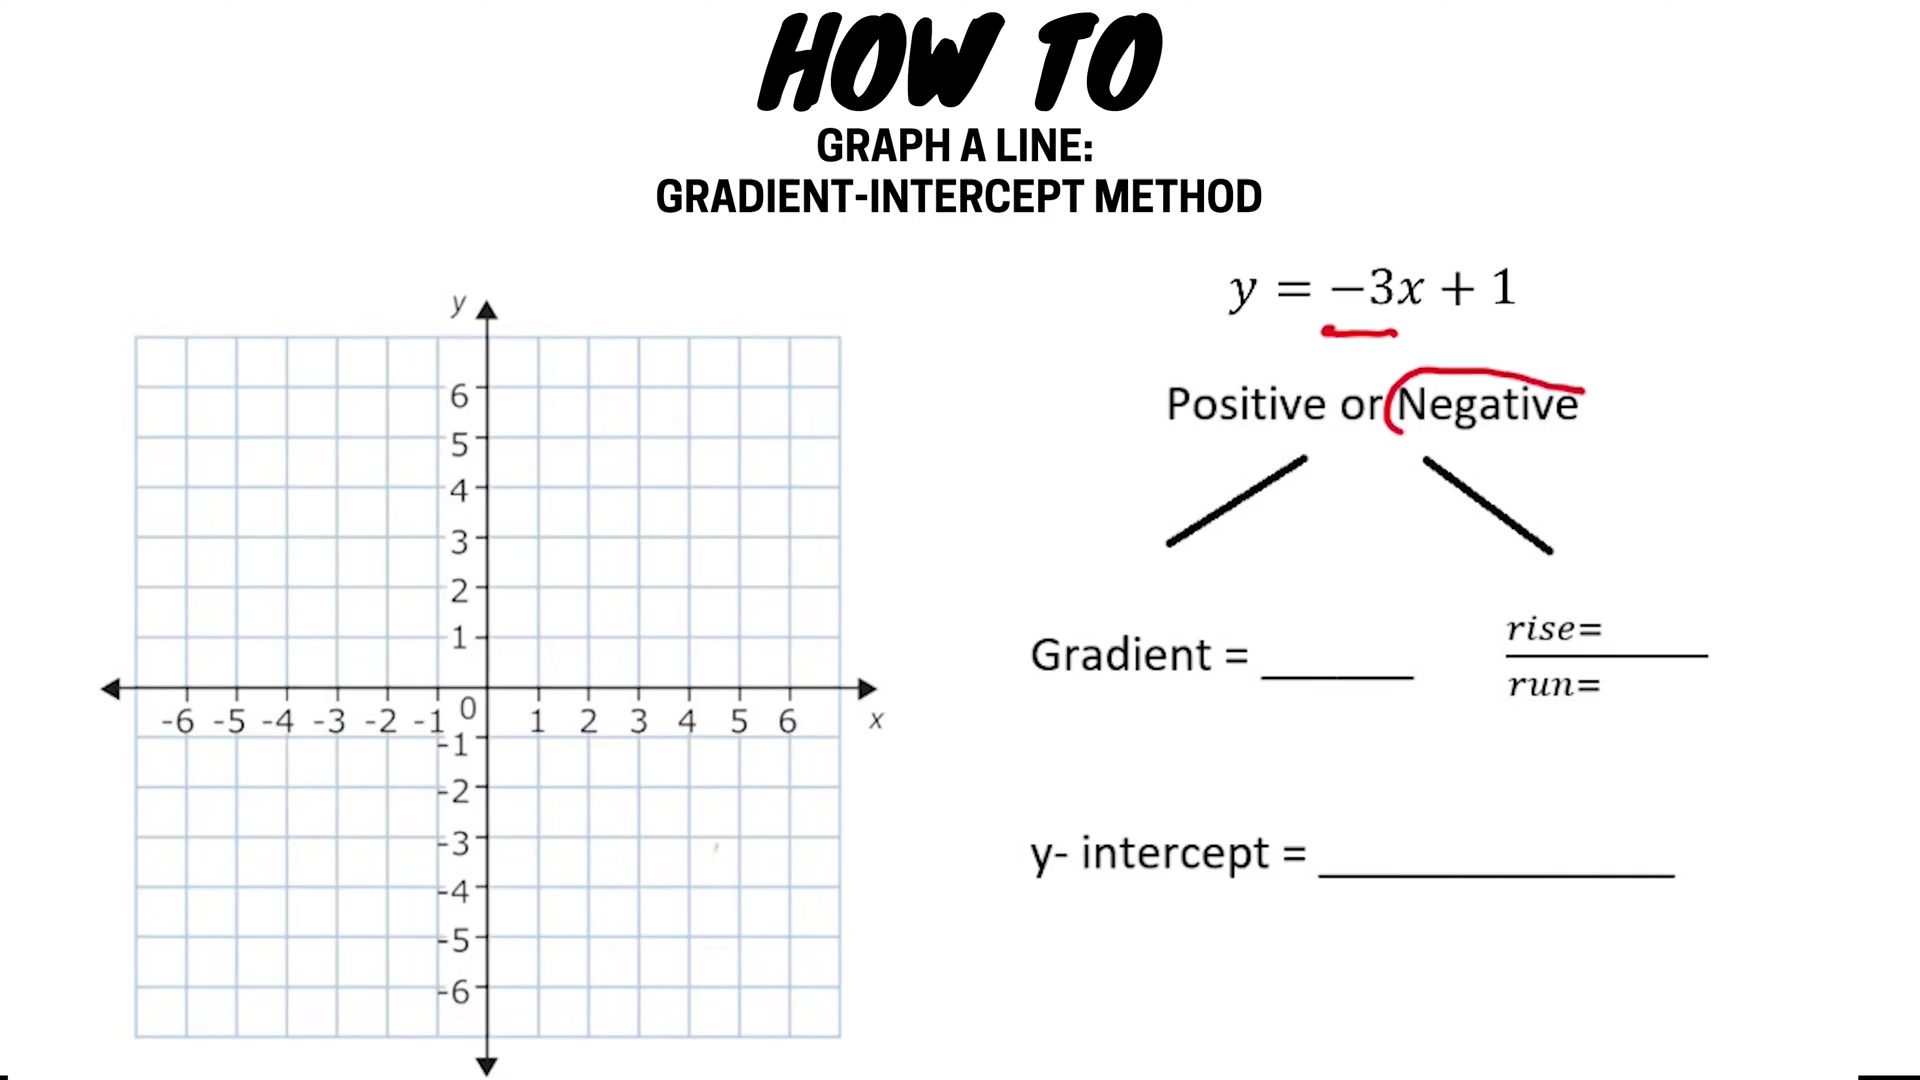 HOW TO
GRAPH A LINE:
GRADIENT-INTERCEPT METHOD
y = −3x + 1
Positive or Negative
Gradient = ______
rise=
run=
y- intercept = ______________
y
6
5
4
3
2
1
-6 -5 -4 -3 -2 -1 0 1 2 3 4 5 6 x
-1
-2
-3
-4
-5
-6